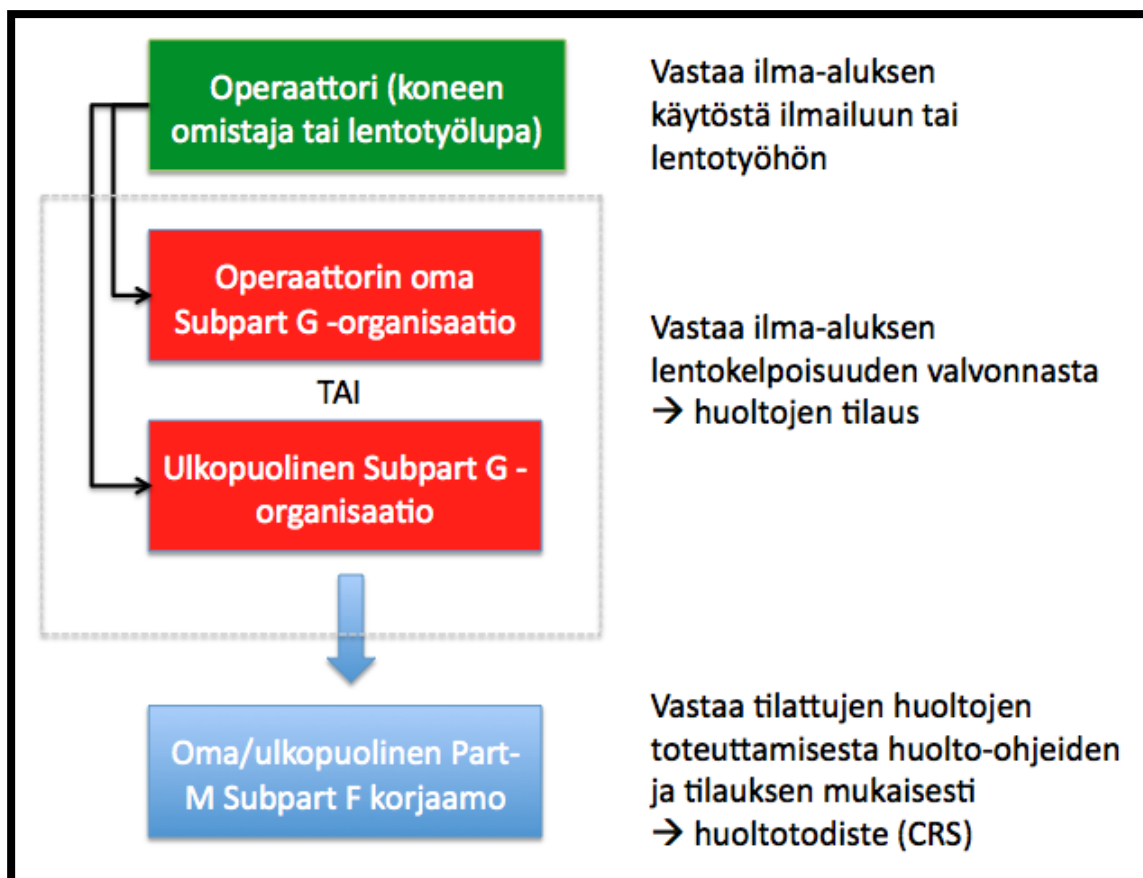 Operaattori (koneen
omistaja tai lentotyölupa)
Vastaa ilma-aluksen
käytöstä ilmailuun tai
lentotyöhön
Operaattorin oma
Subpart G -organisaatio
TAI
Ulkopuolinen Subpart G -
organisaatio
Vastaa ilma-aluksen
lentokelpoisuuden valvonnasta
→ huoltojen tilaus
Oma/ulkopuolinen Part-
M Subpart F korjaamo
Vastaa tilattujen huoltojen
toteuttamisesta huolto-ohjeiden
ja tilauksen mukaisesti
→ huoltotodiste (CRS)